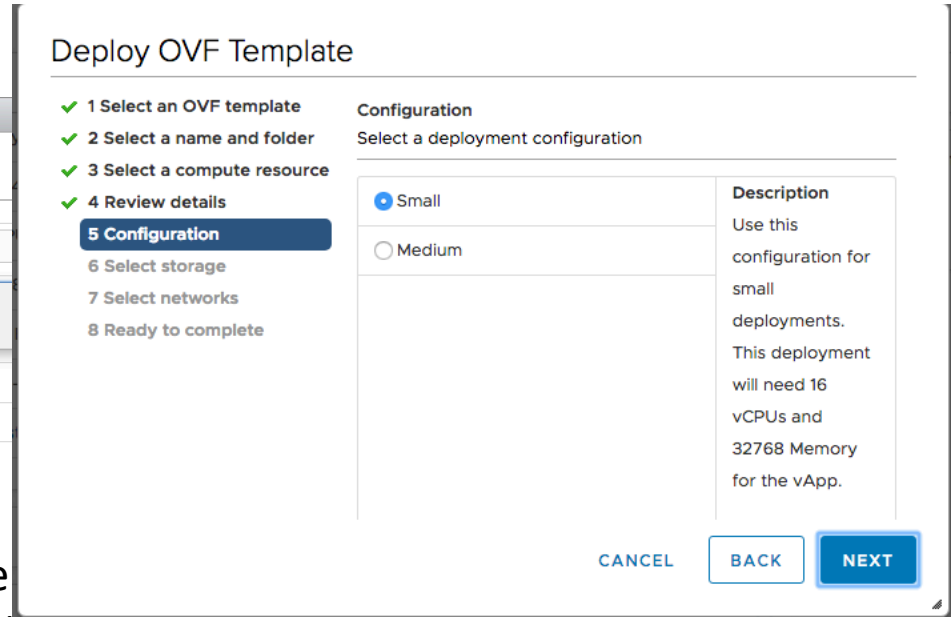 Deploy OVF Template
1 Select an OVF template
2 Select a name and folder
3 Select a compute resource
4 Review details
5 Configuration
6 Select storage
7 Select networks
8 Ready to complete
Configuration
Select a deployment configuration
Small
Medium
Description
Use this
configuration for
small
deployments.
This deployment
will need 16
vCPUs and
32768 Memory
for the vApp.
CANCEL
BACK
NEXT
e